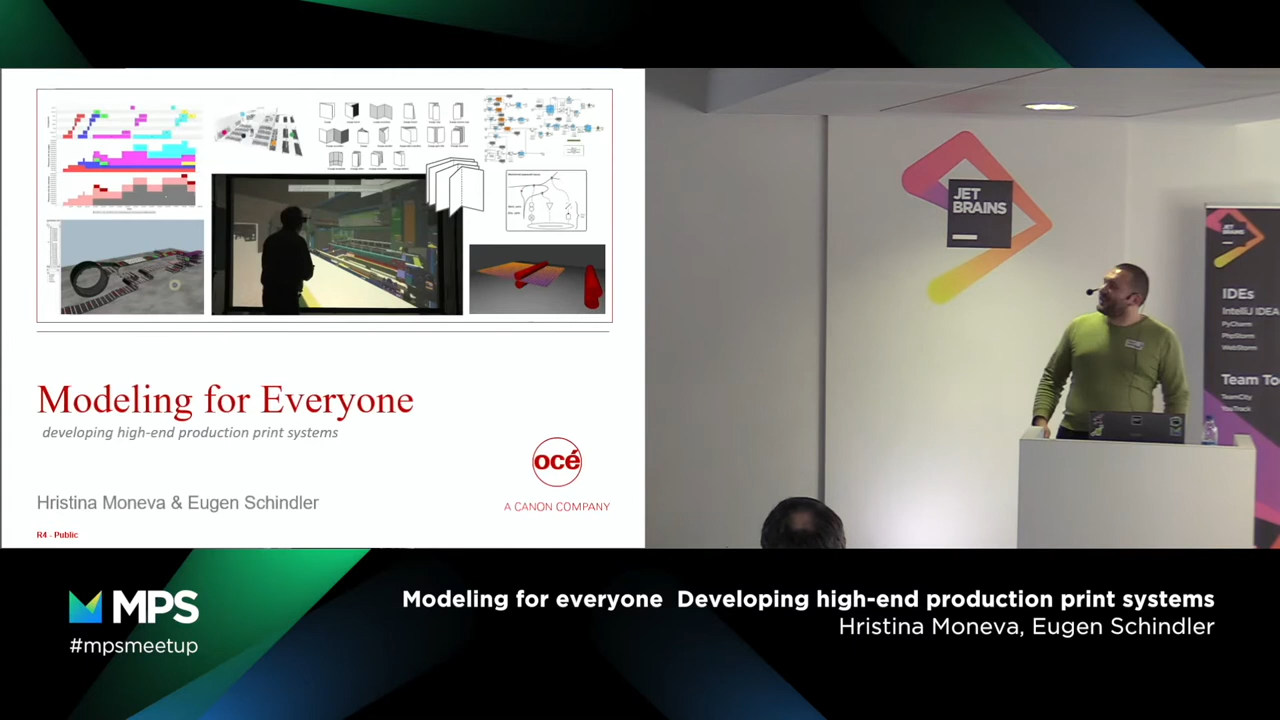 Modeling for Everyone
developing high-end production print systems
océ
A CANON COMPANY
Hristina Moneva & Eugen Schindler
R4 - Public
JET
BRAINS
JET
BRAINS
IDEs
IntelliJ IDEA
PyCharm
PhpStorm
WebStorm
Team To
TeamCity
YouTrack
MPS
#mpsmeetup
Modeling for everyone Developing high-end production print systems
Hristina Moneva, Eugen Schindler